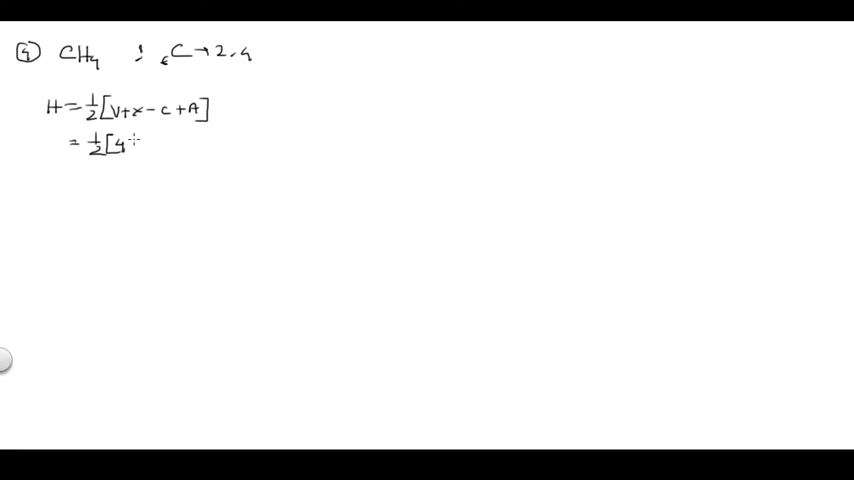 ④ CH₄ : ₆C → 2.4
H = 1/2 [V + x - C + A]
= 1/2 [4